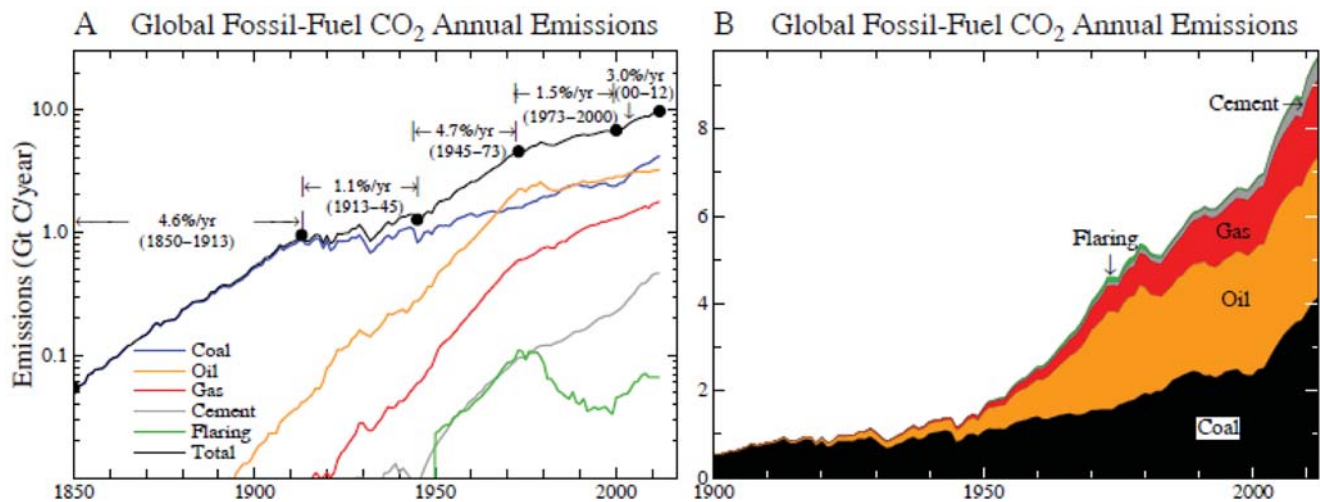 A Global Fossil-Fuel CO₂ Annual Emissions
Emissions (Gt C/year)
10.0
1.0
0.1
1850
1900
1950
2000
4.6%/yr
(1850–1913)
1.1%/yr
(1913–45)
4.7%/yr
(1945–73)
1.5%/yr
(1973–2000)
3.0%/yr
(00–12)
Coal
Oil
Gas
Cement
Flaring
Total
B Global Fossil-Fuel CO₂ Annual Emissions
8
6
4
2
0
1900
1950
2000
Cement
Flaring
Gas
Oil
Coal